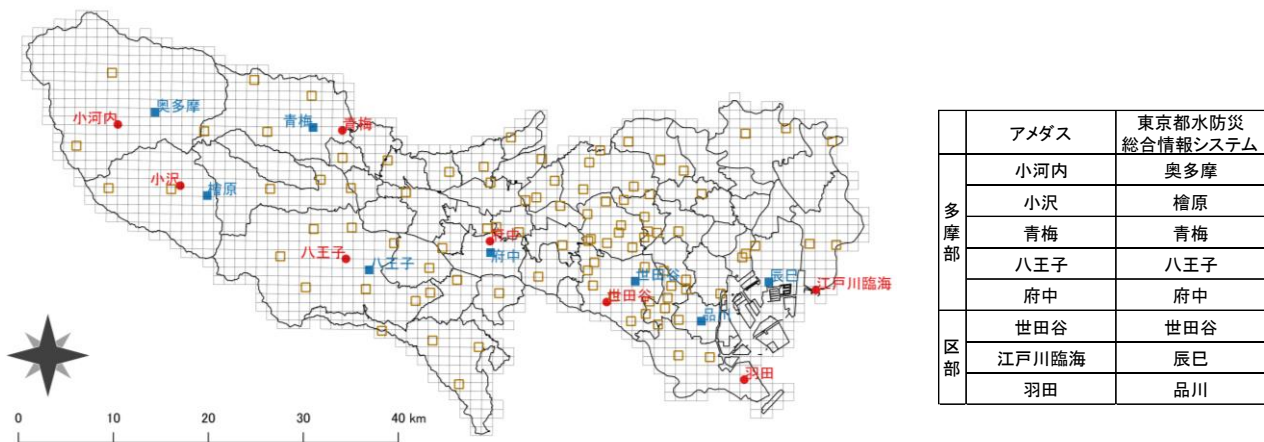 奥多摩
小河内
青梅
青梅
小沢
檜原
八王子
八王子
府中
府中
世田谷
世田谷
辰巳
江戸川臨海
品川
羽田
0 10 20 30 40 km
アメダス 東京都水防災
総合情報システム
多摩部
小河内 奥多摩
小沢 檜原
青梅 青梅
八王子 八王子
府中 府中
区部
世田谷 世田谷
江戸川臨海 辰巳
羽田 品川